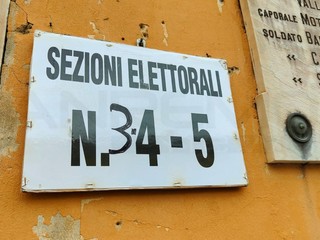 SEZIONI ELETTORALI
N. 3-4-5
CAPORALE
SOLDATO
"
"